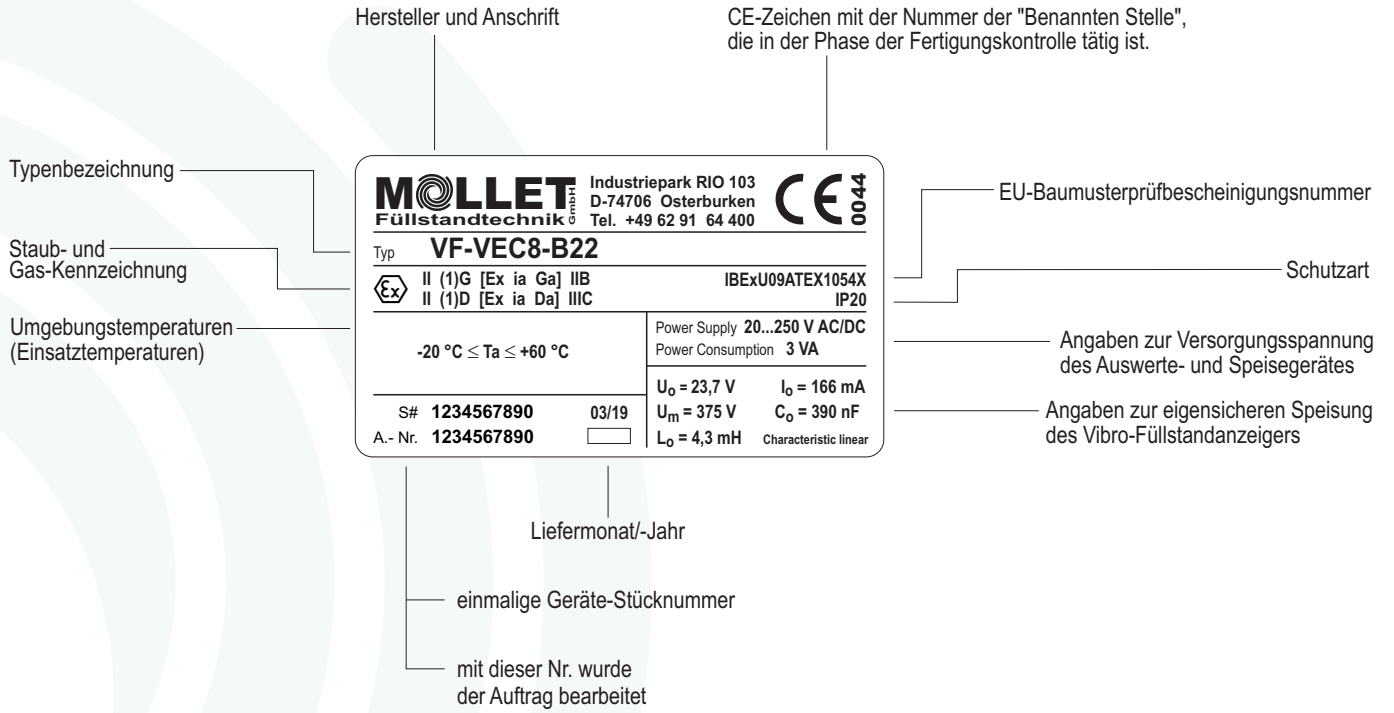 Hersteller und Anschrift
CE-Zeichen mit der Nummer der "Benannten Stelle",
die in der Phase der Fertigungskontrolle tätig ist.
Typenbezeichnung
Staub- und
Gas-Kennzeichnung
Umgebungstemperaturen
(Einsatztemperaturen)
MOLLET
Füllstandtechnik GmbH
Industriepark RIO 103
D-74706 Osterburken
Tel. +49 62 91 64 400
CE 0044
Typ VF-VEC8-B22
Ex II (1)G [Ex ia Ga] IIB
II (1)D [Ex ia Da] IIIC
IBExU09ATEX1054X
IP20
-20 °C ≤ Ta ≤ +60 °C
Power Supply 20...250 V AC/DC
Power Consumption 3 VA
Uo = 23,7 V Io = 166 mA
Um = 375 V Co = 390 nF
Lo = 4,3 mH Characteristic linear
S# 1234567890 03/19
A.- Nr. 1234567890
EU-Baumusterprüfbescheinigungsnummer
Schutzart
Angaben zur Versorgungsspannung
des Auswerte- und Speisegerätes
Angaben zur eigensicheren Speisung
des Vibro-Füllstandanzeigers
Liefermonat/-Jahr
einmalige Geräte-Stücknummer
mit dieser Nr. wurde
der Auftrag bearbeitet